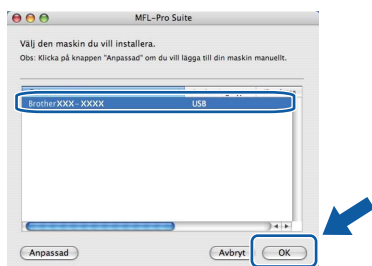 MFL-Pro Suite
Välj den maskin du vill installera.
Obs: Klicka på knappen "Anpassad" om du vill lägga till din maskin manuellt.
BrotherXXX-XXXX USB
Anpassad Avbryt OK